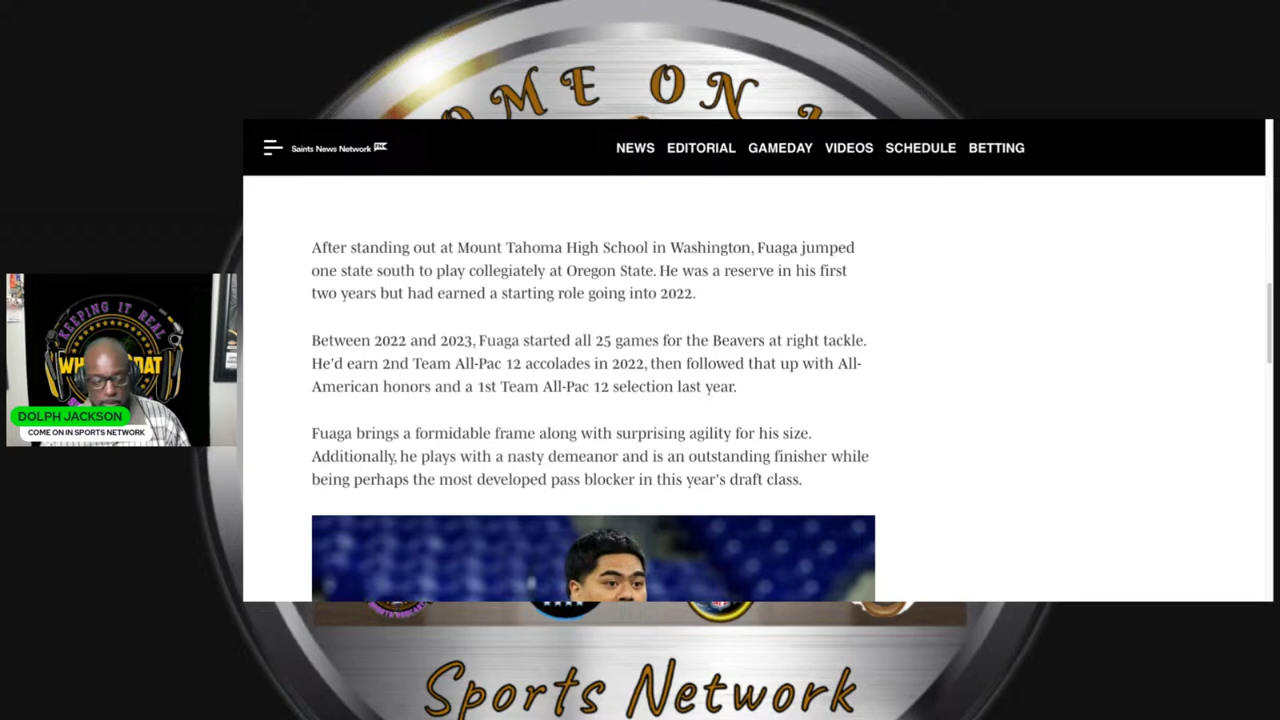 OME ON I
Saints News Network FN
NEWS EDITORIAL GAMEDAY VIDEOS SCHEDULE BETTING
After standing out at Mount Tahoma High School in Washington, Fuaga jumped
one state south to play collegiately at Oregon State. He was a reserve in his first
two years but had earned a starting role going into 2022.
Between 2022 and 2023, Fuaga started all 25 games for the Beavers at right tackle.
He'd earn 2nd Team All-Pac 12 accolades in 2022, then followed that up with All-
American honors and a 1st Team All-Pac 12 selection last year.
Fuaga brings a formidable frame along with surprising agility for his size.
Additionally, he plays with a nasty demeanor and is an outstanding finisher while
being perhaps the most developed pass blocker in this year's draft class.
KEEPING IT REAL
WH DAT
DOLPH JACKSON
COME ON IN SPORTS NETWORK
Sports Network